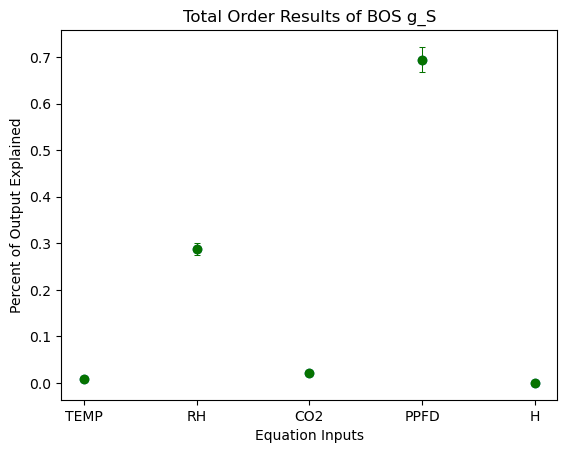 Total Order Results of BOS g_S
Percent of Output Explained
0.7
0.6
0.5
0.4
0.3
0.2
0.1
0.0
TEMP RH CO2 PPFD H
Equation Inputs